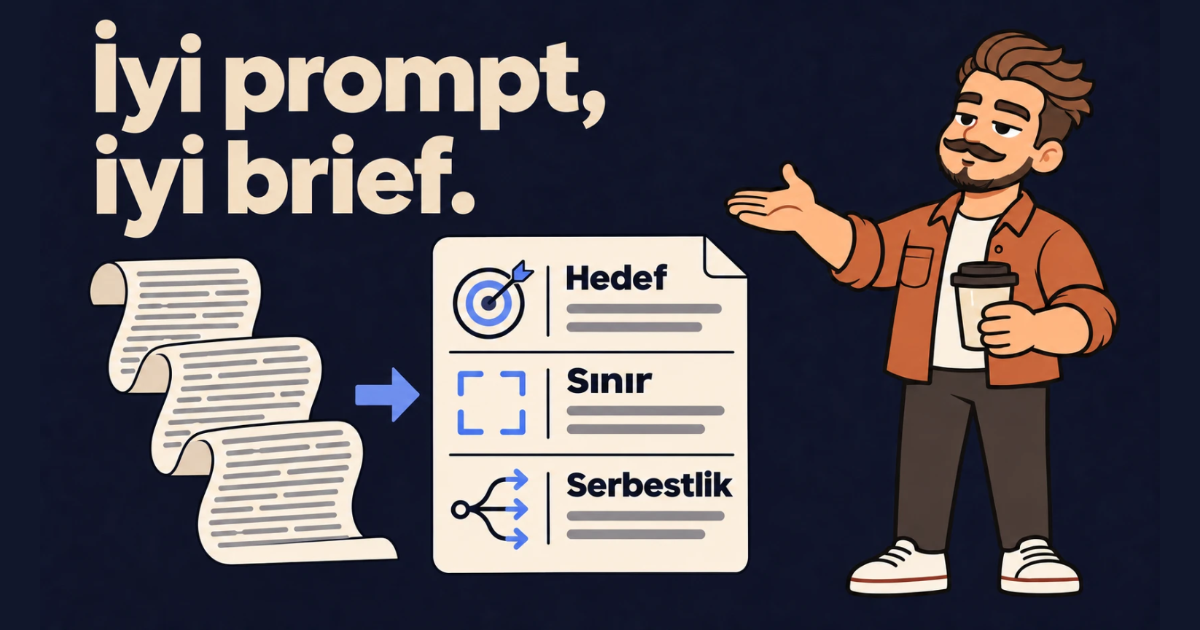 İyi prompt,
iyi brief.
Hedef
Sınır
Serbestlik